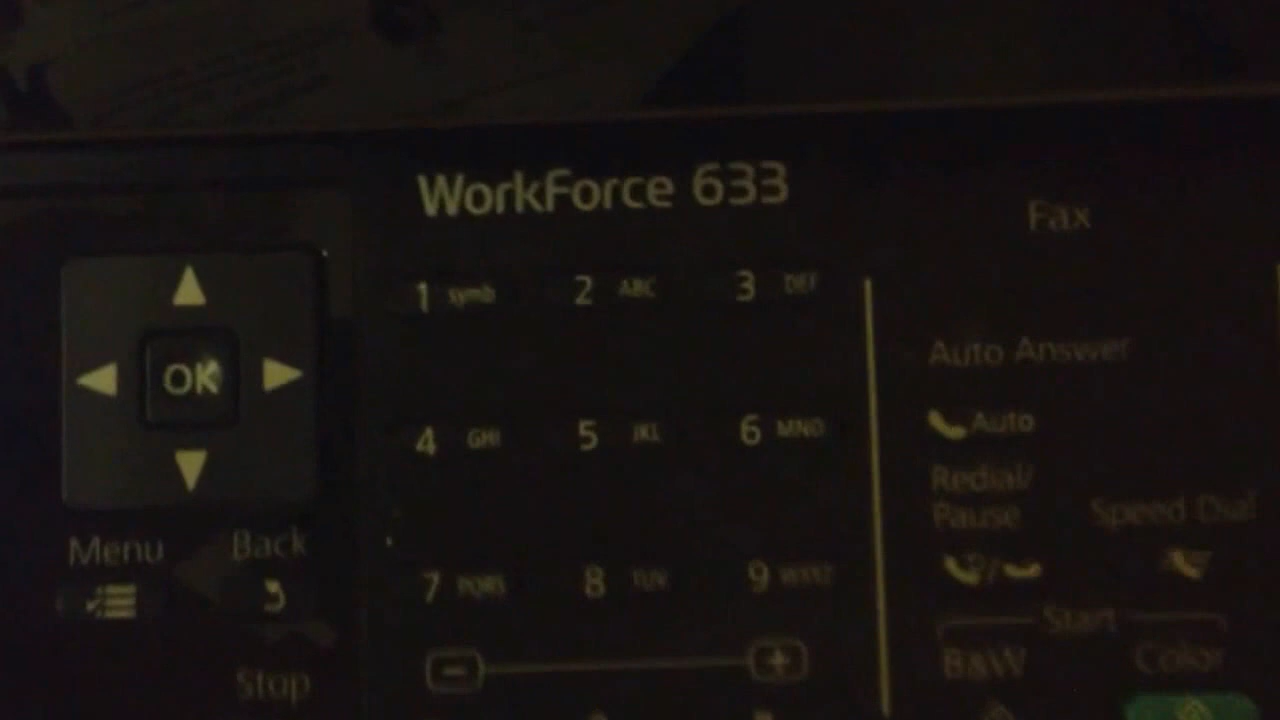 WorkForce 633
Fax
1 symb 2 ABC 3 DEF
OK
Auto Answer
Auto
4 GHI 5 JKL 6 MNO
Redial/
Pause
Speed Dial
Menu Back
7 PQRS 8 TUV 9 WXYZ
Start
- +
B&W Color
Stop